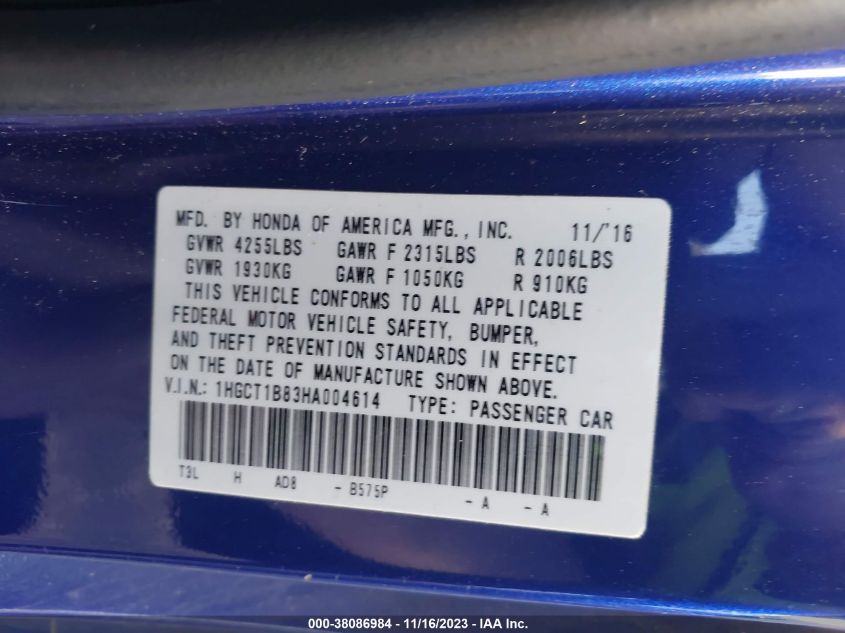 MFD. BY HONDA OF AMERICA MFG., INC. 11/'16
GVWR 4255LBS GAWR F 2315LBS R 2006LBS
GVWR 1930KG GAWR F 1050KG R 910KG
THIS VEHICLE CONFORMS TO ALL APPLICABLE
FEDERAL MOTOR VEHICLE SAFETY, BUMPER,
AND THEFT PREVENTION STANDARDS IN EFFECT
ON THE DATE OF MANUFACTURE SHOWN ABOVE.
V.I.N.: 1HGCT1B83HA004614 TYPE: PASSENGER CAR
T3L H AD8 - B575P - A - A
000-38086984 - 11/16/2023 - IAA Inc.